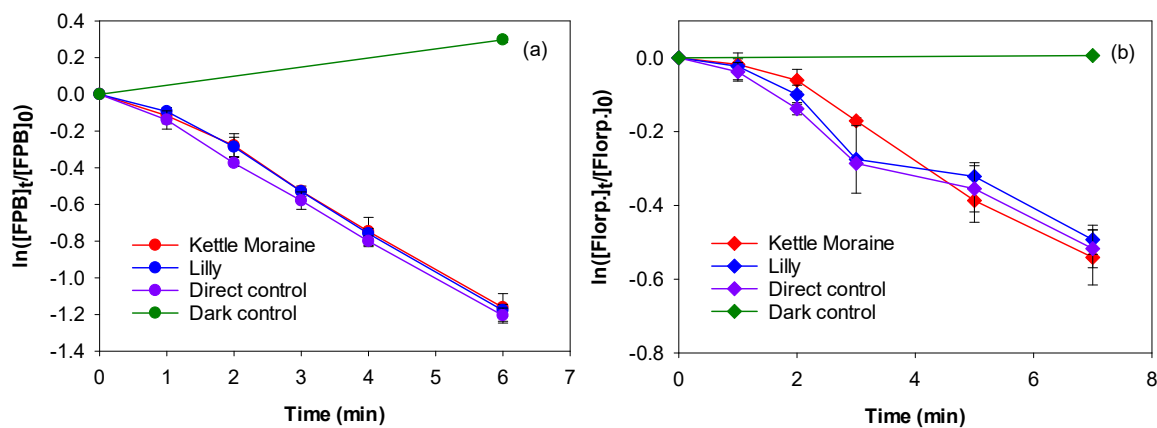 (a)
ln([FPB]t/[FPB]0)
0.4
0.2
0.0
-0.2
-0.4
-0.6
-0.8
-1.0
-1.2
-1.4
Kettle Moraine
Lilly
Direct control
Dark control
0 1 2 3 4 5 6 7
Time (min)
(b)
ln([Florp.]t/[Florp.]0
0.0
-0.2
-0.4
-0.6
-0.8
Kettle Moraine
Lilly
Direct control
Dark control
0 2 4 6 8
Time (min)